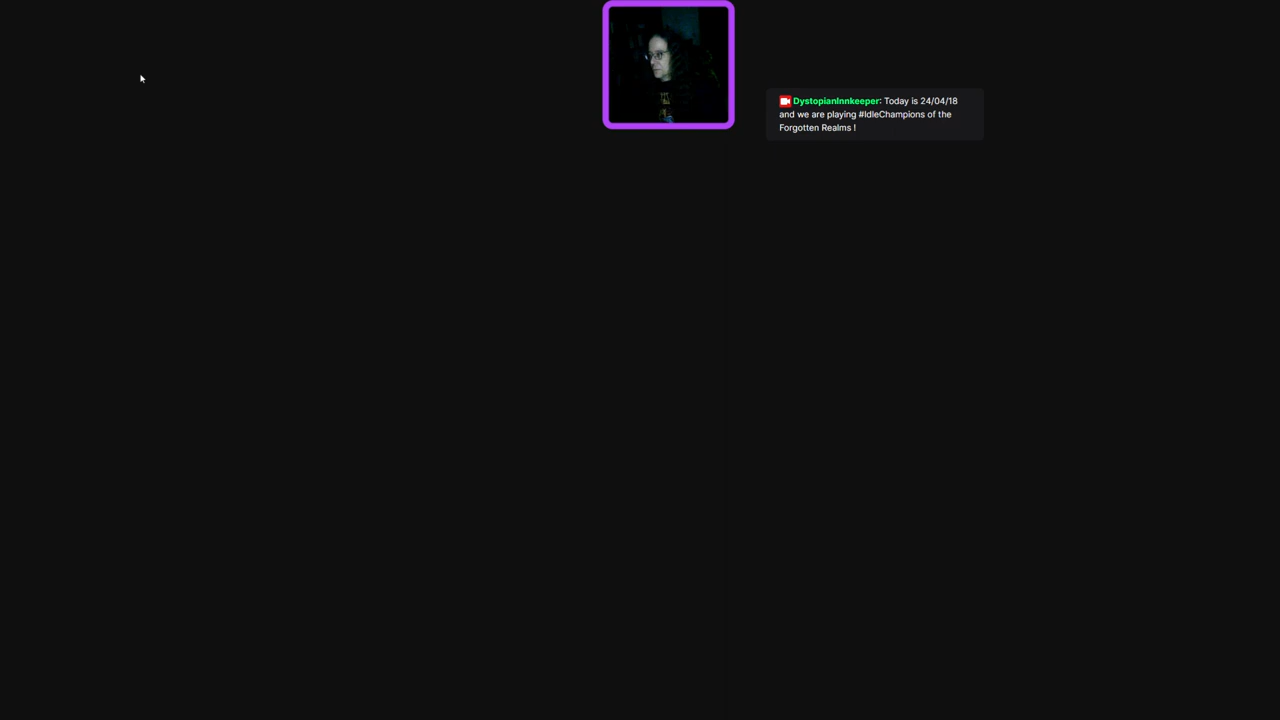 DystopianInnkeeper: Today is 24/04/18
and we are playing #IdleChampions of the
Forgotten Realms !